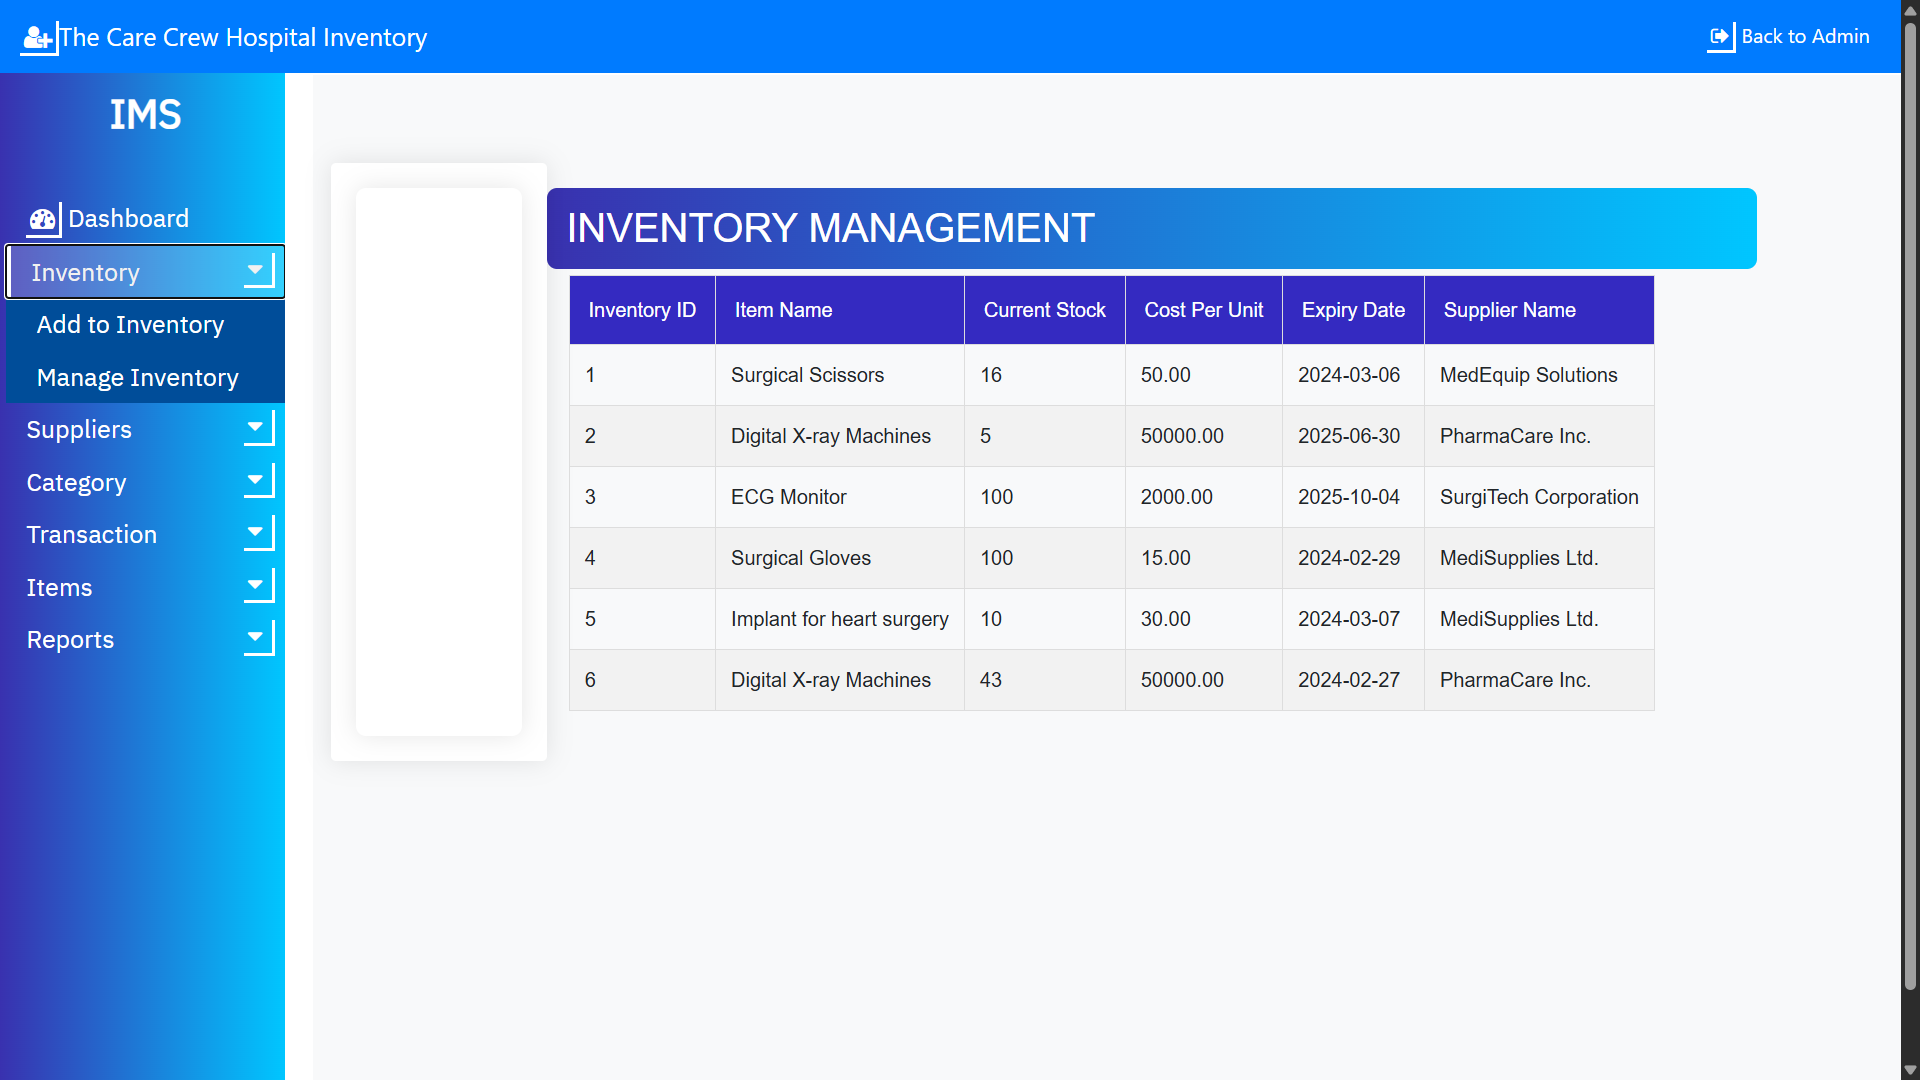 The Care Crew Hospital Inventory
Back to Admin
IMS
Dashboard
Inventory
Add to Inventory
Manage Inventory
Suppliers
Category
Transaction
Items
Reports
INVENTORY MANAGEMENT
Inventory ID Item Name Current Stock Cost Per Unit Expiry Date Supplier Name
1 Surgical Scissors 16 50.00 2024-03-06 MedEquip Solutions
2 Digital X-ray Machines 5 50000.00 2025-06-30 PharmaCare Inc.
3 ECG Monitor 100 2000.00 2025-10-04 SurgiTech Corporation
4 Surgical Gloves 100 15.00 2024-02-29 MediSupplies Ltd.
5 Implant for heart surgery 10 30.00 2024-03-07 MediSupplies Ltd.
6 Digital X-ray Machines 43 50000.00 2024-02-27 PharmaCare Inc.